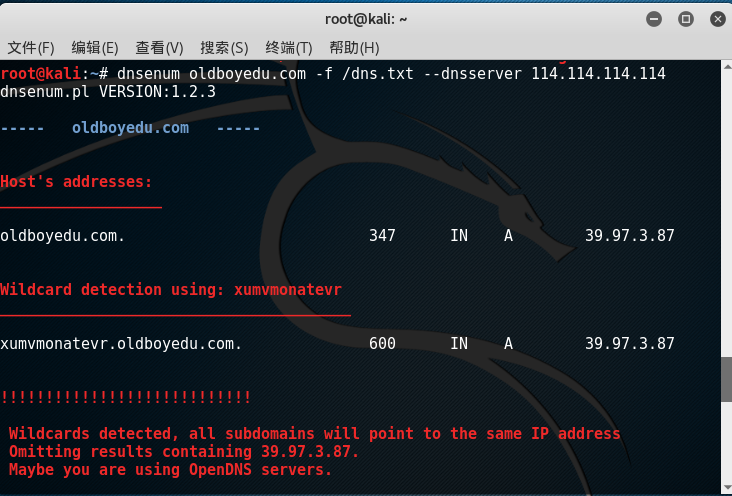 root@kali: ~
文件(F) 编辑(E) 查看(V) 搜索(S) 终端(T) 帮助(H)
root@kali:~# dnsenum oldboyedu.com -f /dns.txt --dnsserver 114.114.114.114
dnsenum.pl VERSION:1.2.3
----- oldboyedu.com -----
Host's addresses:
oldboyedu.com. 347 IN A 39.97.3.87
Wildcard detection using: xumvmonatevr
xumvmonatevr.oldboyedu.com. 600 IN A 39.97.3.87
!!!!!!!!!!!!!!!!!!!!!!!!!!!!
Wildcards detected, all subdomains will point to the same IP address
Omitting results containing 39.97.3.87.
Maybe you are using OpenDNS servers.